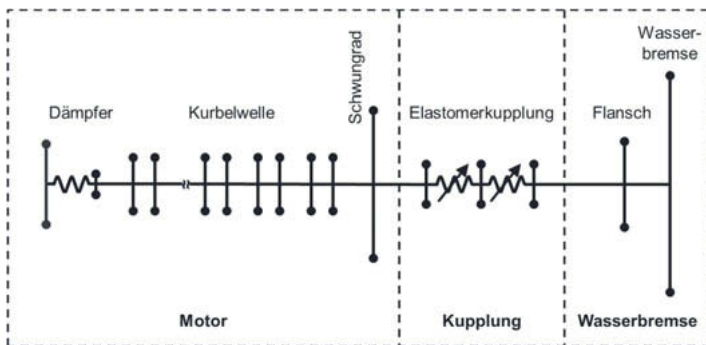 Wasser-
bremse
Schwungrad
Dämpfer
Kurbelwelle
Elastomerkupplung
Flansch
Motor
Kupplung
Wasserbremse